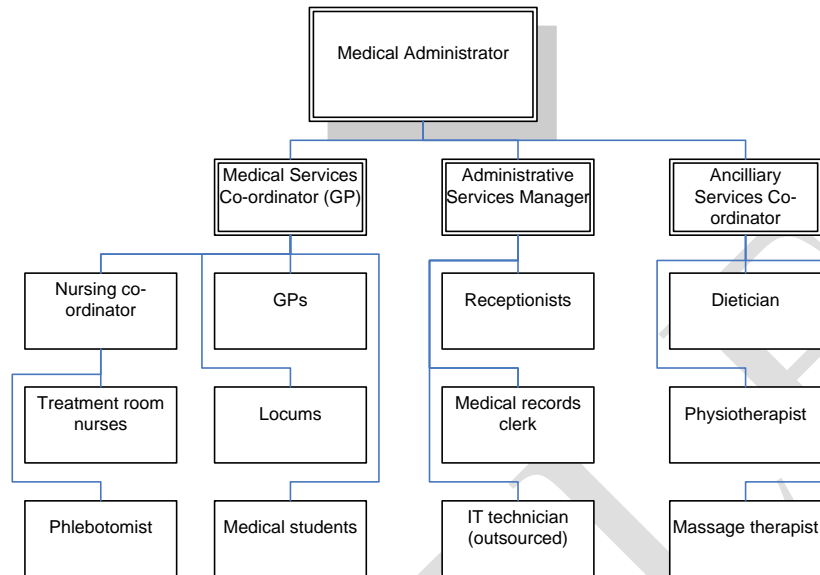 Medical Administrator
Medical Services
Co-ordinator (GP)
Administrative
Services Manager
Ancilliary
Services Co-
ordinator
Nursing co-
ordinator
GPs
Receptionists
Dietician
Treatment room
nurses
Locums
Medical records
clerk
Physiotherapist
Phlebotomist
Medical students
IT technician
(outsourced)
Massage therapist